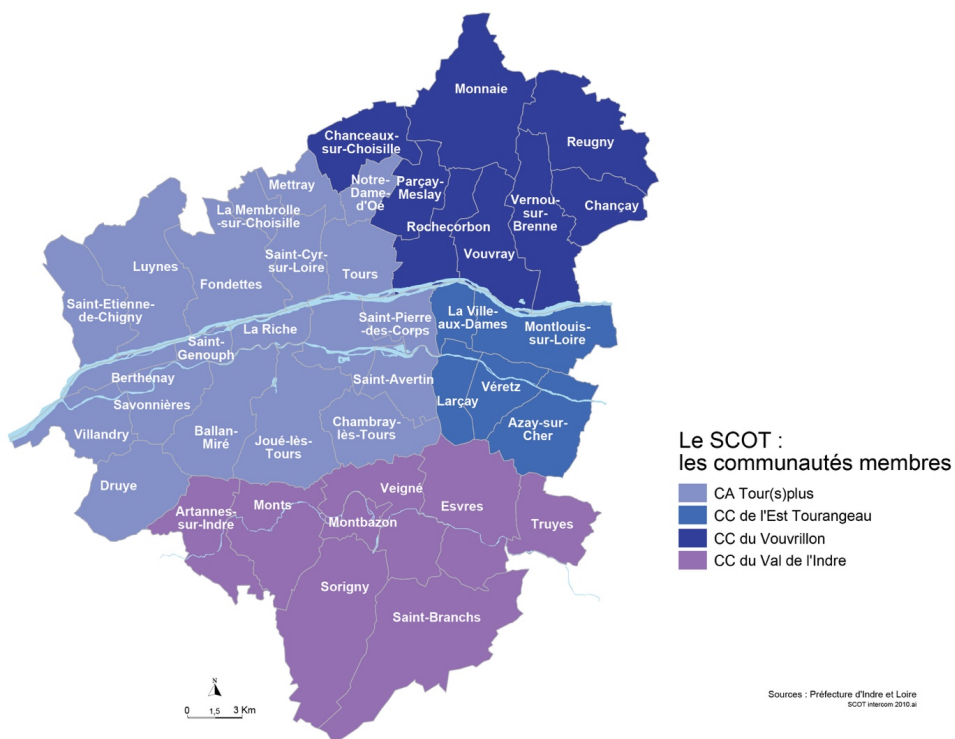 Monnaie
Reugny
Chanceaux-
sur-Choisille
Mettray
Notre-
Dame-
d'Oé
Parçay-
Meslay
Chançay
Vernou-
sur-
Brenne
La Membrolle
-sur-Choisille
Rochecorbon
Vouvray
Saint-Cyr-
sur-Loire
Luynes
Tours
Fondettes
Saint-Etienne-
de-Chigny
La Ville-
aux-Dames
Saint-Pierre
-des-Corps
La Riche
Montlouis-
sur-Loire
Saint-
Genouph
Berthenay
Saint-Avertin
Véretz
Larçay
Savonnières
Chambray-
lès-Tours
Azay-sur-
Cher
Villandry
Ballan-
Miré
Joué-lès-
Tours
Druye
Veigné
Monts
Esvres
Artannes-
sur-Indre
Montbazon
Truyes
Sorigny
Saint-Branchs
Le SCOT :
les communautés membres
CA Tour(s)plus
CC de l'Est Tourangeau
CC du Vouvrillon
CC du Val de l'Indre
N
0 1,5 3 Km
Sources : Préfecture d'Indre et Loire
SCOT intercom 2010.ai